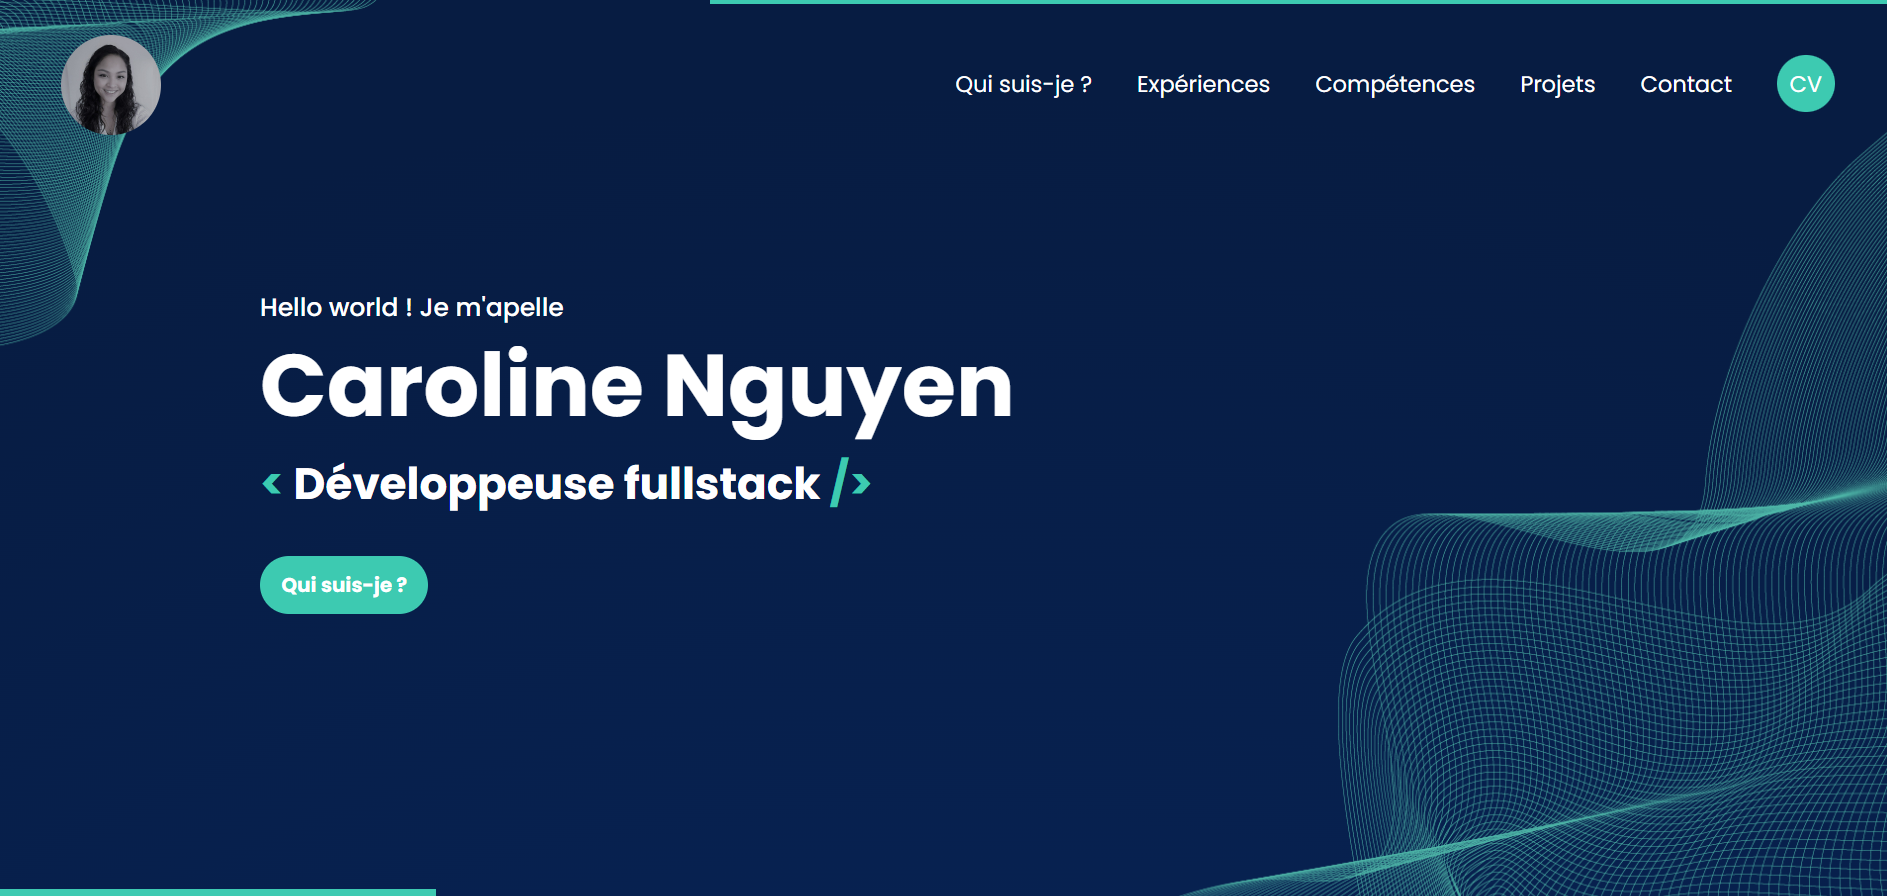 Qui suis-je ? Expériences Compétences Projets Contact CV
Hello world ! Je m'apelle
Caroline Nguyen
< Développeuse fullstack />
Qui suis-je ?